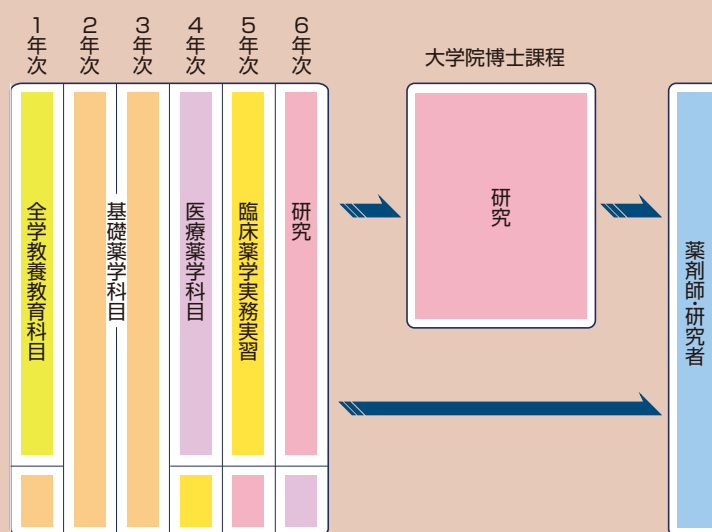 1年次
2年次
3年次
4年次
5年次
6年次
大学院博士課程
全学教養教育科目
基礎薬学科目
医療薬学科目
臨床薬学実務実習
研究
研究
薬剤師・研究者